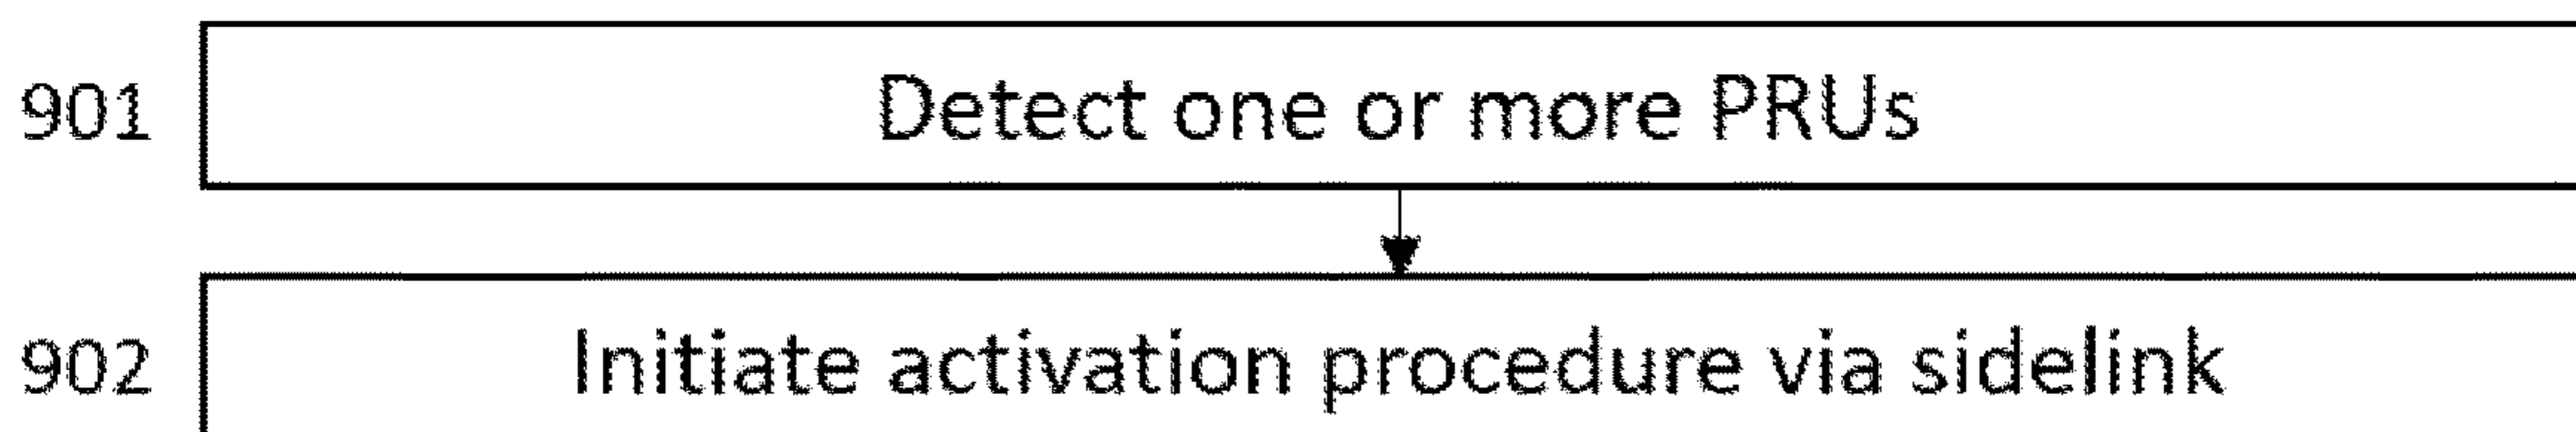 901 Detect one or more PRUs
902 Initiate activation procedure via sidelink